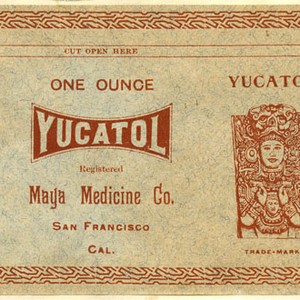 CUT OPEN HERE
ONE OUNCE
YUCATOL
Registered
Maya Medicine Co.
SAN FRANCISCO
CAL.
YUCATO
TRADE-MARK